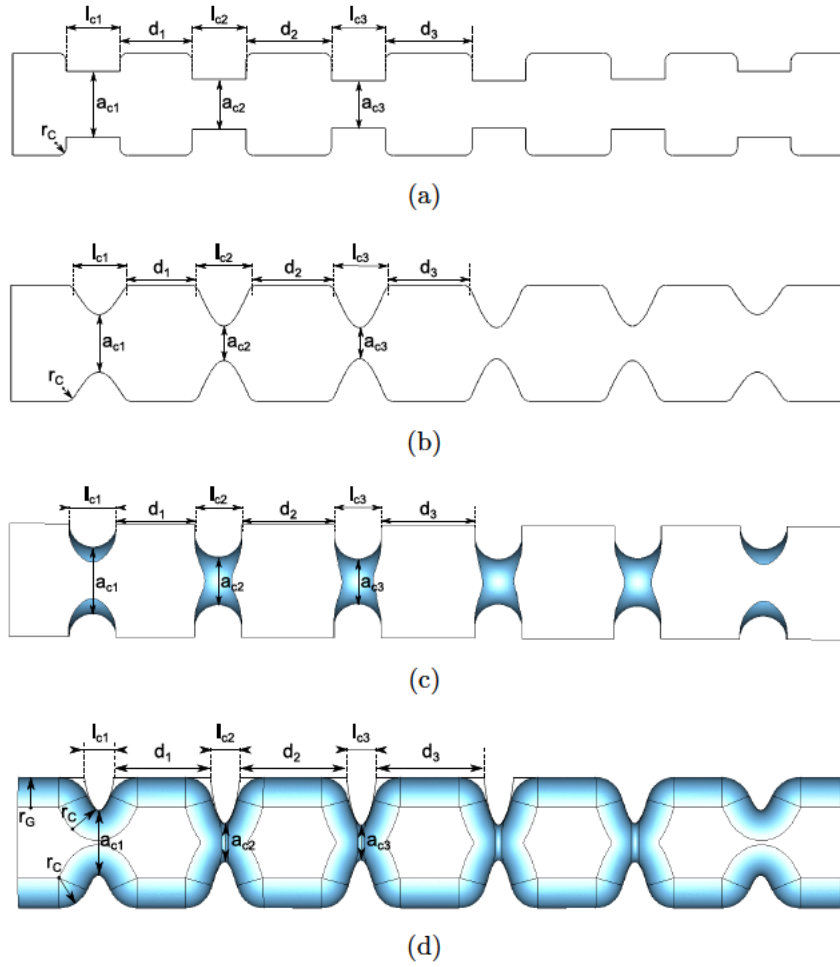 lc1 d1 lc2 d2 lc3 d3
ac1 ac2 ac3
rC
(a)
lc1 d1 lc2 d2 lc3 d3
ac1 ac2 ac3
rC
(b)
lc1 d1 lc2 d2 lc3 d3
ac1 ac2 ac3
(c)
lc1 d1 lc2 d2 lc3 d3
rG rC ac1 ac2 ac3
rC
(d)